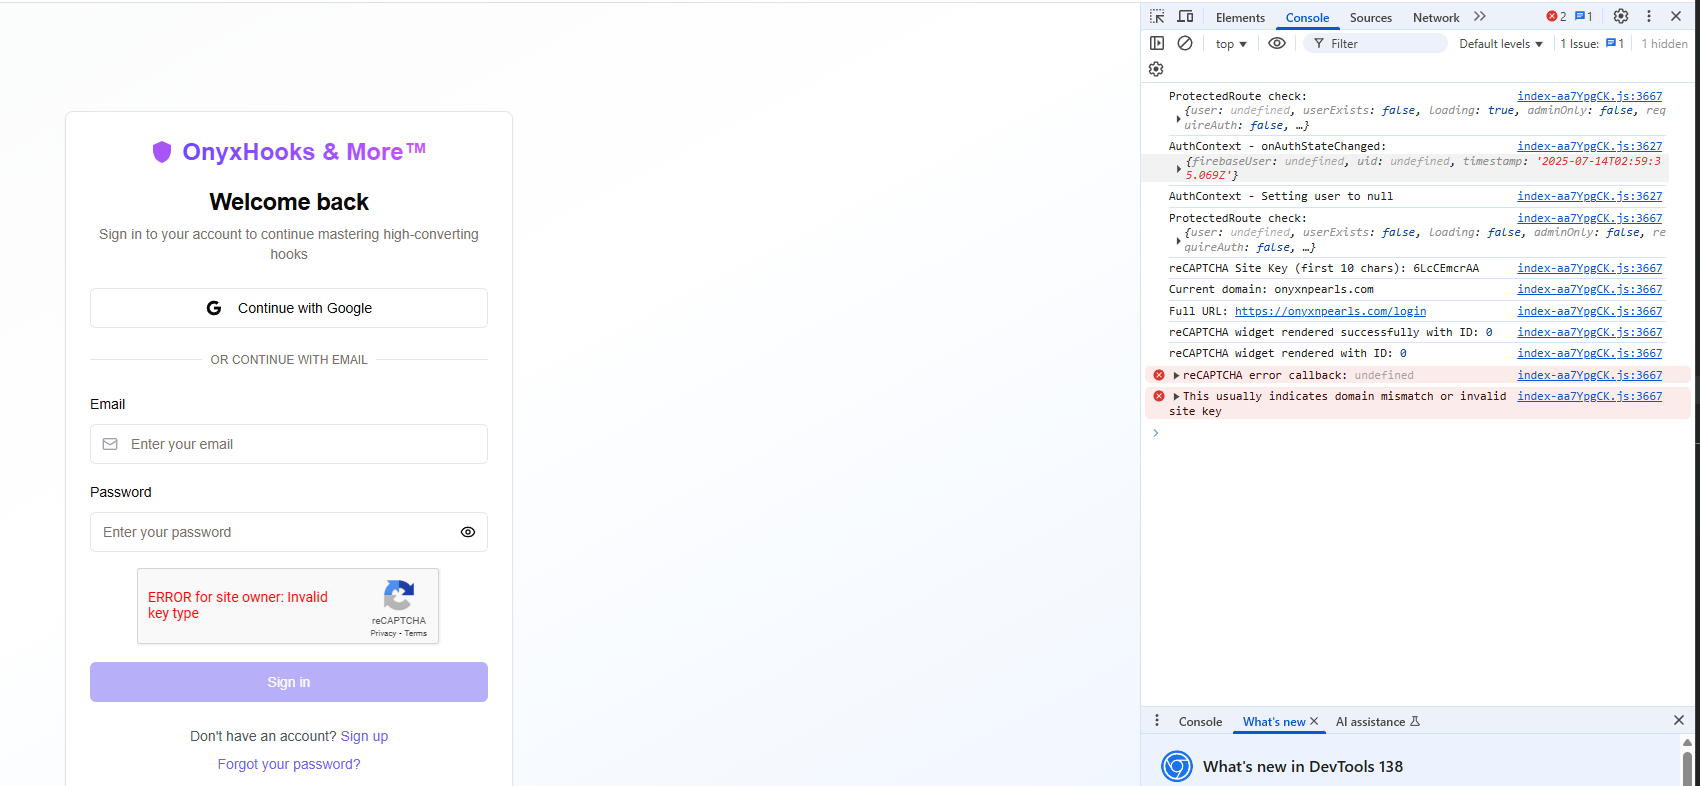 OnyxHooks & More™
Welcome back
Sign in to your account to continue mastering high-converting
hooks
Continue with Google
OR CONTINUE WITH EMAIL
Email
Enter your email
Password
Enter your password
ERROR for site owner: Invalid
key type
reCAPTCHA
Privacy - Terms
Sign in
Don't have an account? Sign up
Forgot your password?
Elements Console Sources Network 2 1
top Filter Default levels 1 Issue: 1 1 hidden
ProtectedRoute check: index-aa7YpgCK.js:3667
{user: undefined, userExists: false, loading: true, adminOnly: false, req
uireAuth: false, …}
AuthContext - onAuthStateChanged: index-aa7YpgCK.js:3627
{firebaseUser: undefined, uid: undefined, timestamp: '2025-07-14T02:59:3
5.069Z'}
AuthContext - Setting user to null index-aa7YpgCK.js:3627
ProtectedRoute check: index-aa7YpgCK.js:3667
{user: undefined, userExists: false, loading: false, adminOnly: false, re
quireAuth: false, …}
reCAPTCHA Site Key (first 10 chars): 6LcCEmcrAA index-aa7YpgCK.js:3667
Current domain: onyxnpearls.com index-aa7YpgCK.js:3667
Full URL: https://onyxnpearls.com/login index-aa7YpgCK.js:3667
reCAPTCHA widget rendered successfully with ID: 0 index-aa7YpgCK.js:3667
reCAPTCHA widget rendered with ID: 0 index-aa7YpgCK.js:3667
reCAPTCHA error callback: undefined index-aa7YpgCK.js:3667
This usually indicates domain mismatch or invalid index-aa7YpgCK.js:3667
site key
Console What's new AI assistance
What's new in DevTools 138